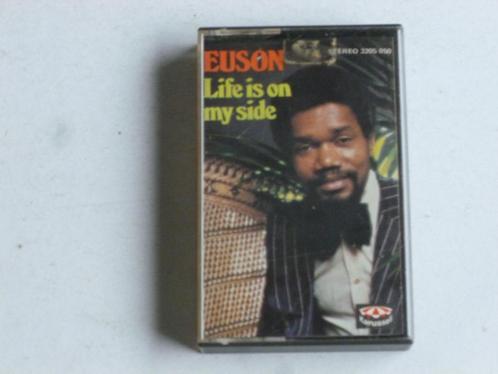 EUSON
STEREO 3205 050
Life is on
my side